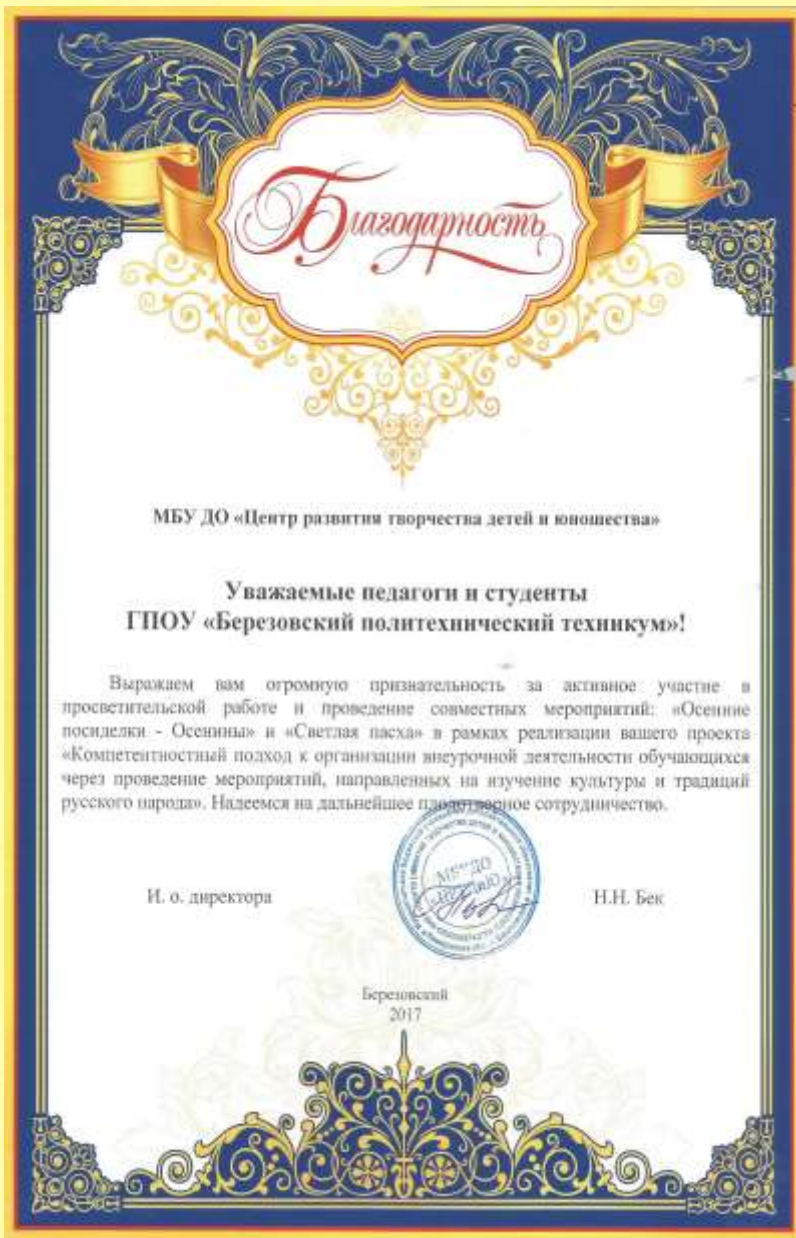 Благодарность
МБУ ДО «Центр развития творчества детей и юношества»
Уважаемые педагоги и студенты
ГПОУ «Березовский политехнический техникум»!
Выражаем вам огромную признательность за активное участие в
просветительской работе и проведение совместных мероприятий: «Осенние
посиделки - Осенины» и «Светлая пасха» в рамках реализации вашего проекта
«Компетентностный подход к организации внеурочной деятельности обучающихся
через проведение мероприятий, направленных на изучение культуры и традиций
русского народа». Надеемся на дальнейшее плодотворное сотрудничество.
И. о. директора
МБУ ДО
Н.Н. Бек
Березовский
2017